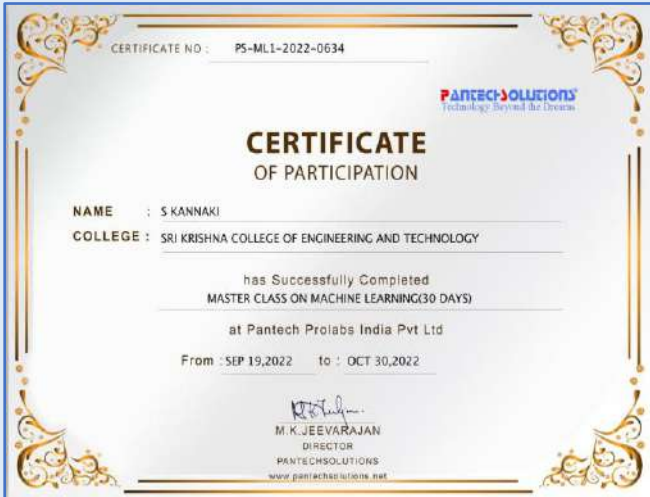 CERTIFICATE NO : PS-ML1-2022-0634
PANTECH SOLUTIONS
Technology Beyond the Dreams
CERTIFICATE
OF PARTICIPATION
NAME : S KANNAKI
COLLEGE : SRI KRISHNA COLLEGE OF ENGINEERING AND TECHNOLOGY
has Successfully Completed
MASTER CLASS ON MACHINE LEARNING(30 DAYS)
at Pantech Prolabs India Pvt Ltd
From : SEP 19,2022 to : OCT 30,2022
M.K.JEEVARAJAN
DIRECTOR
PANTECHSOLUTIONS
www.pantechsolutions.net